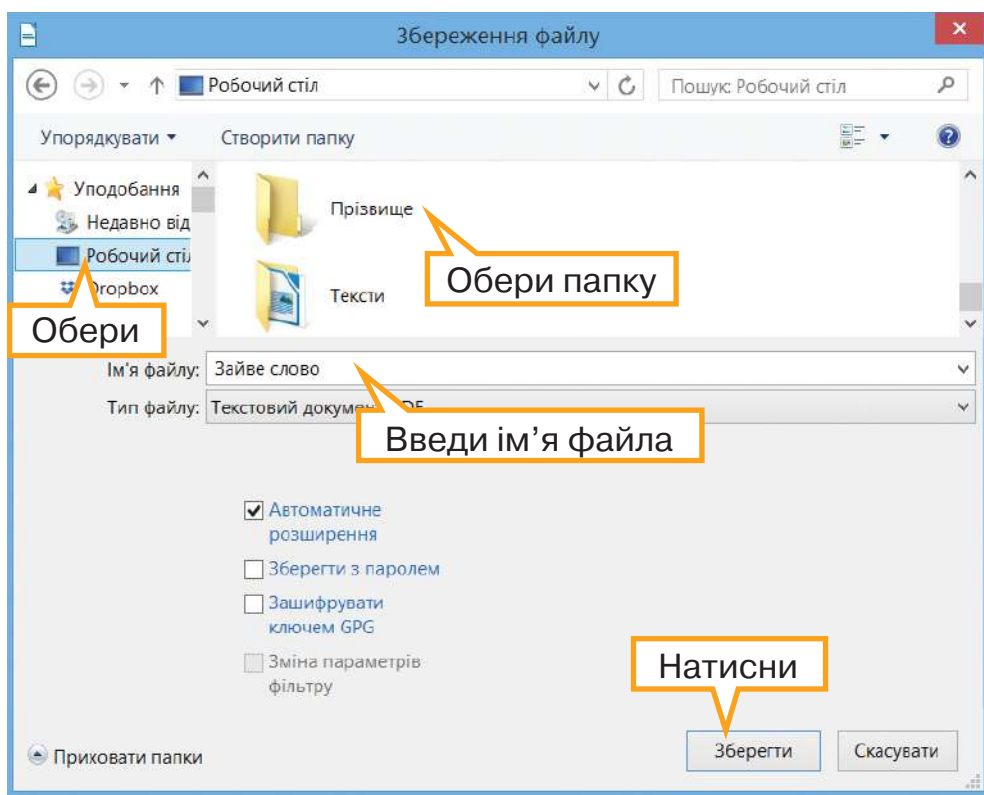 Збереження файлу
Робочий стіл
Пошук: Робочий стіл
Упорядкувати
Створити папку
Уподобання
Недавно від
Робочий стіл
Dropbox
Обери
Прізвище
Обери папку
Тексти
Ім'я файлу: Зайве слово
Тип файлу: Текстовий
Введи ім’я файла
Автоматичне
розширення
Зберегти з паролем
Зашифрувати
ключем GPG
Зміна параметрів
фільтру
Натисни
Приховати папки
Зберегти
Скасувати